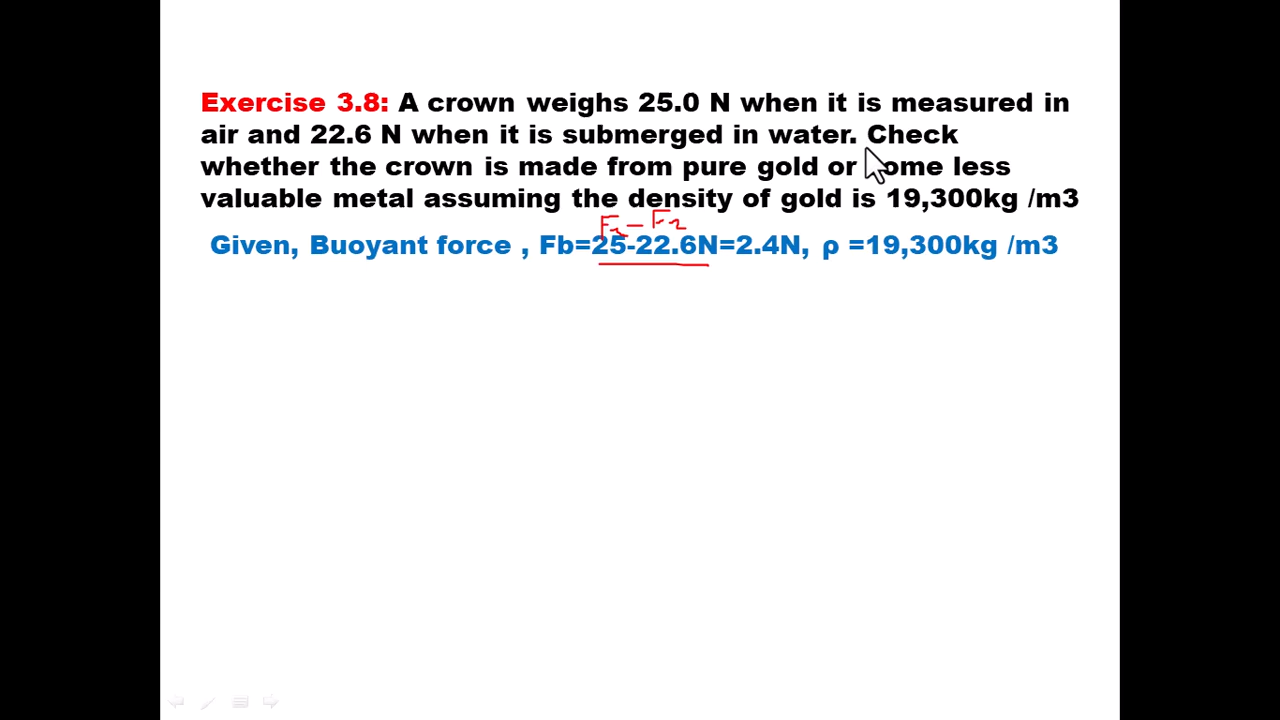 Exercise 3.8: A crown weighs 25.0 N when it is measured in
air and 22.6 N when it is submerged in water. Check
whether the crown is made from pure gold or some less
valuable metal assuming the density of gold is 19,300kg /m3
F₁ - F₂
Given, Buoyant force , Fb=25-22.6N=2.4N, ρ =19,300kg /m3